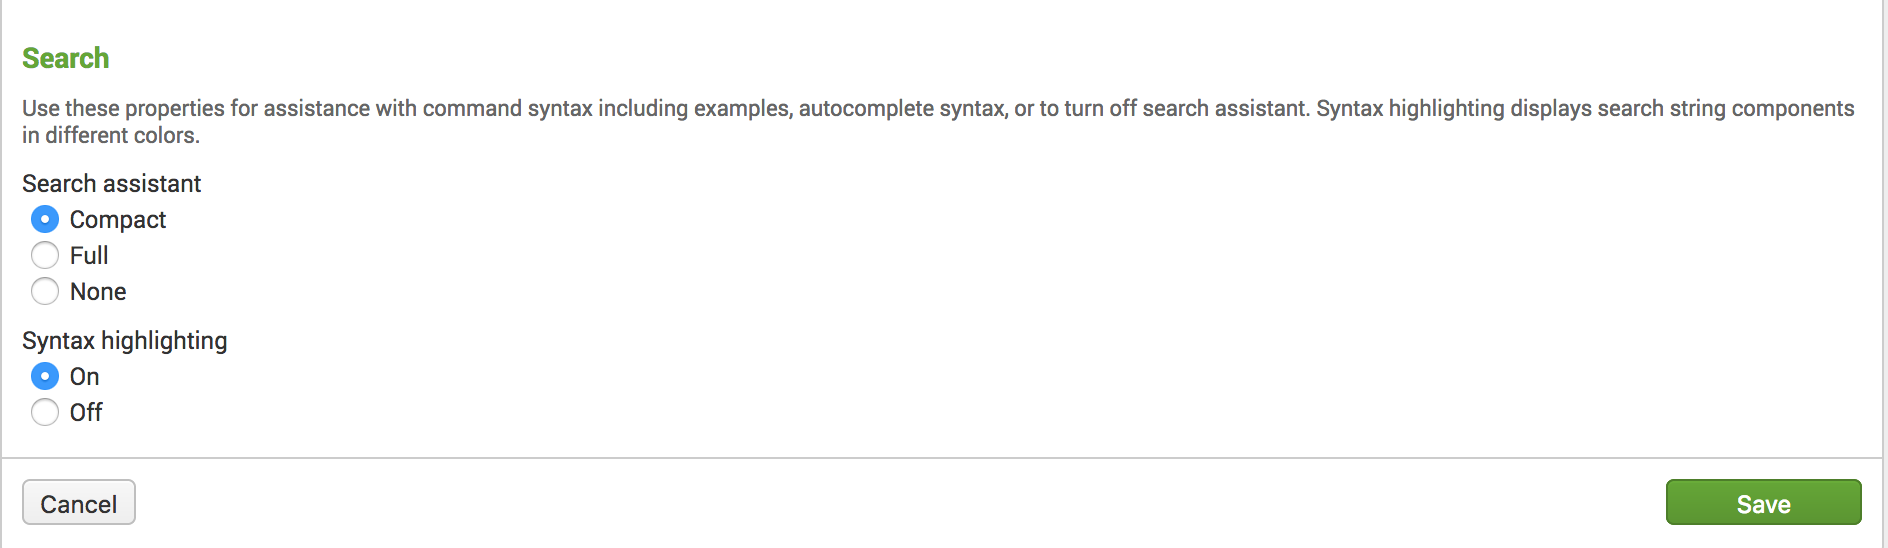 Search
Use these properties for assistance with command syntax including examples, autocomplete syntax, or to turn off search assistant. Syntax highlighting displays search string components
in different colors.
Search assistant
Compact
Full
None
Syntax highlighting
On
Off
Cancel
Save